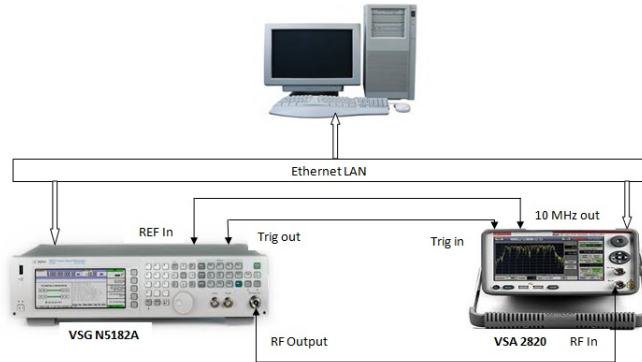 Ethernet LAN
10 MHz out
REF In
Trig out
Trig in
VSG N5182A
RF Output
VSA 2820
RF In